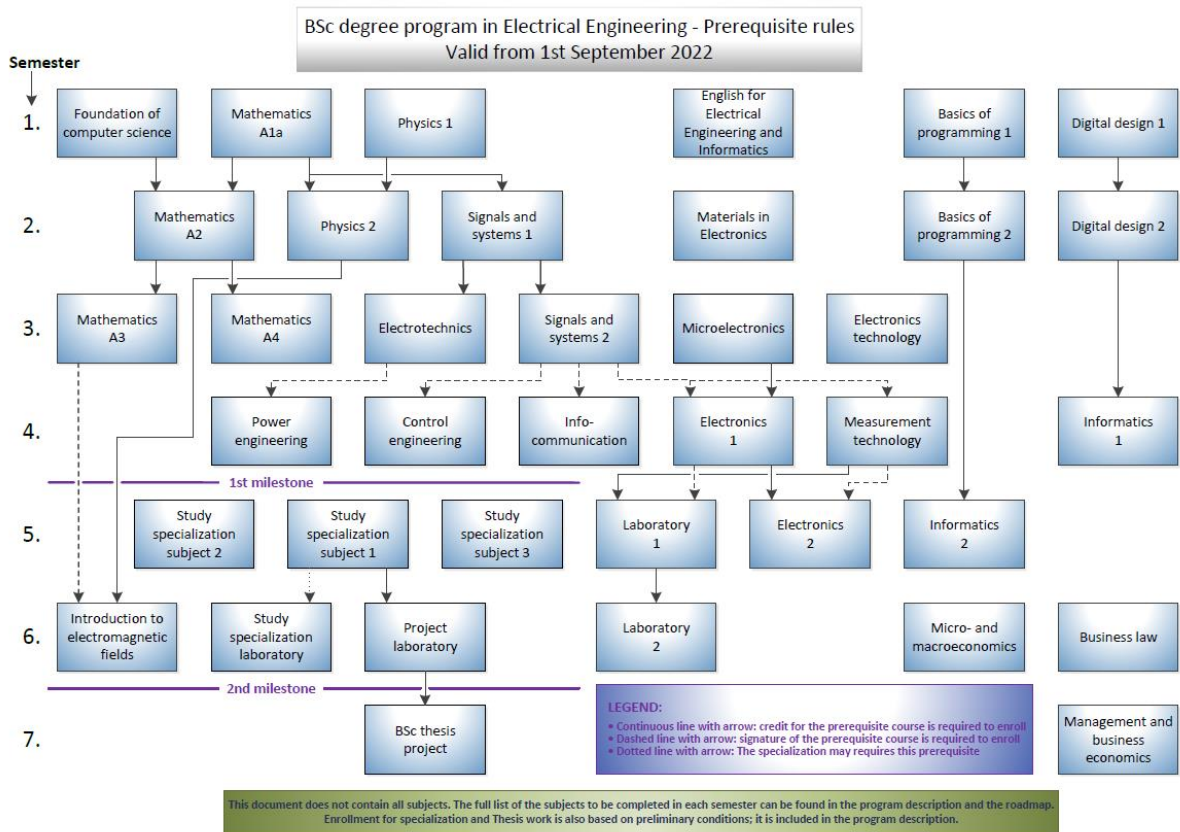 BSc degree program in Electrical Engineering - Prerequisite rules
Valid from 1st September 2022
Semester
1.
Foundation of
computer science
Mathematics
A1a
Physics 1
English for
Electrical
Engineering and
Informatics
Basics of
programming 1
Digital design 1
2.
Mathematics
A2
Physics 2
Signals and
systems 1
Materials in
Electronics
Basics of
programming 2
Digital design 2
3.
Mathematics
A3
Mathematics
A4
Electrotechnics
Signals and
systems 2
Microelectronics
Electronics
technology
4.
Power
engineering
Control
engineering
Info-
communication
Electronics
1
Measurement
technology
Informatics
1
1st milestone
5.
Study
specialization
subject 2
Study
specialization
subject 1
Study
specialization
subject 3
Laboratory
1
Electronics
2
Informatics
2
6.
Introduction to
electromagnetic
fields
Study
specialization
laboratory
Project
laboratory
Laboratory
2
Micro- and
macroeconomics
Business law
2nd milestone
7.
BSc thesis
project
LEGEND:
• Continuous line with arrow: credit for the prerequisite course is required to enroll
• Dashed line with arrow: signature of the prerequisite course is required to enroll
• Dotted line with arrow: The specialization may requires this prerequisite
Management and
business
economics
This document does not contain all subjects. The full list of the subjects to be completed in each semester can be found in the program description and the roadmap.
Enrollment for specialization and Thesis work is also based on preliminary conditions; it is included in the program description.